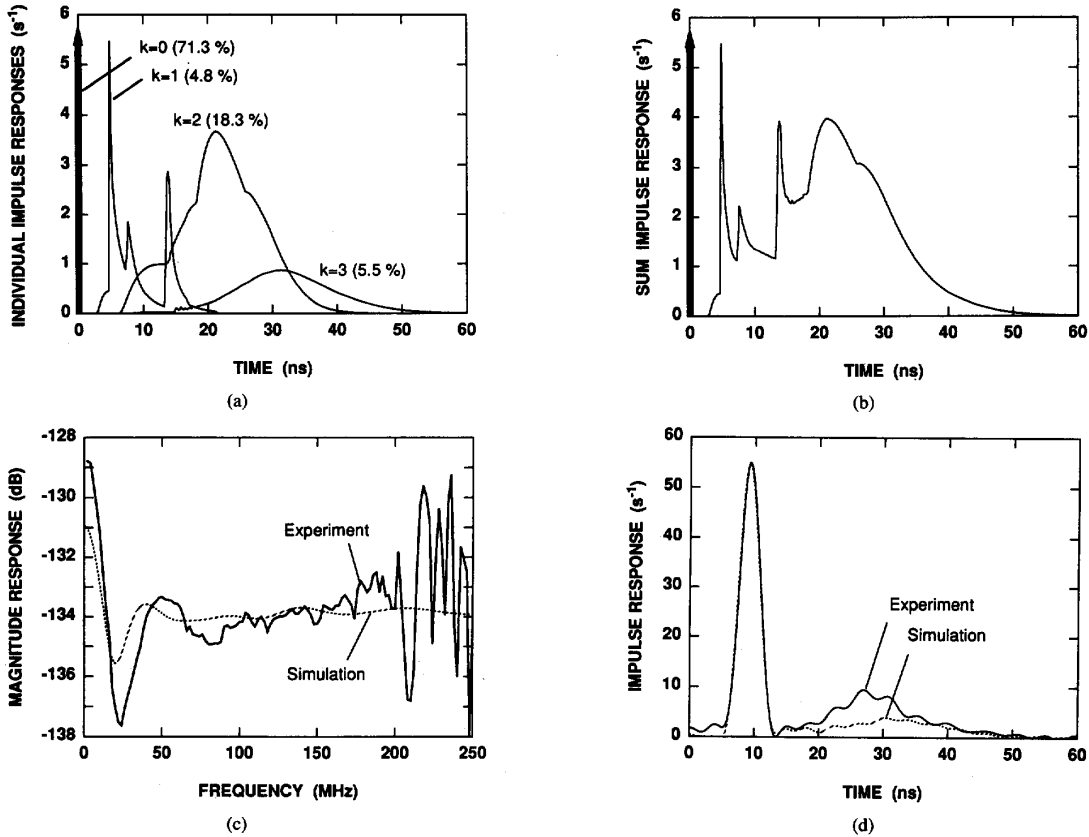 INDIVIDUAL IMPULSE RESPONSES (s⁻¹)
6
5
4
3
2
1
0
k=0 (71.3 %)
k=1 (4.8 %)
k=2 (18.3 %)
k=3 (5.5 %)
0 10 20 30 40 50 60
TIME (ns)
(a)
SUM IMPULSE RESPONSE (s⁻¹)
6
5
4
3
2
1
0
0 10 20 30 40 50 60
TIME (ns)
(b)
MAGNITUDE RESPONSE (dB)
-128
-130
-132
-134
-136
-138
Experiment
Simulation
0 50 100 150 200 250
FREQUENCY (MHz)
(c)
IMPULSE RESPONSE (s⁻¹)
60
50
40
30
20
10
0
Experiment
Simulation
0 10 20 30 40 50 60
TIME (ns)
(d)